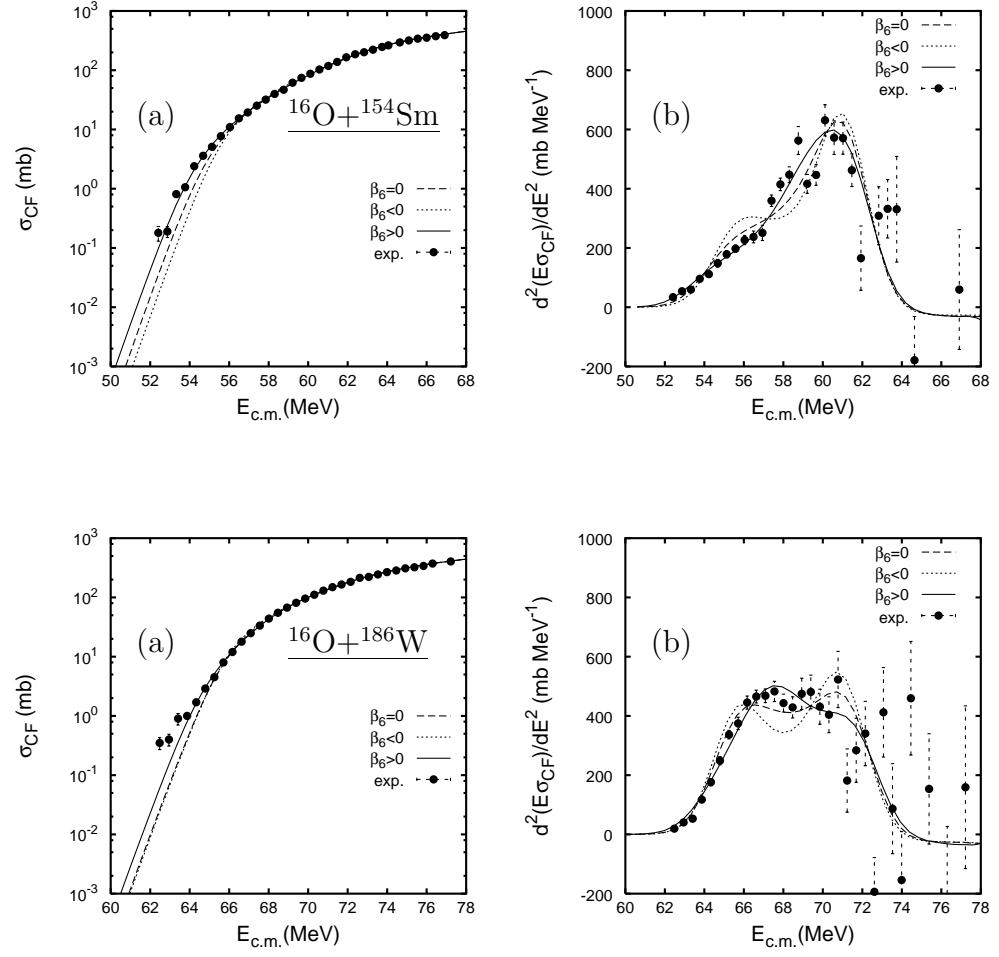 10³
10²
10¹
10⁰
10⁻¹
10⁻²
10⁻³
50 52 54 56 58 60 62 64 66 68
σCF (mb)
Ec.m.(MeV)
(a)
¹⁶O+¹⁵⁴Sm
β₆=0
β₆<0
β₆>0
exp.
1000
800
600
400
200
0
-200
50 52 54 56 58 60 62 64 66 68
d²(EσCF)/dE² (mb MeV⁻¹)
Ec.m.(MeV)
(b)
β₆=0
β₆<0
β₆>0
exp.
10³
10²
10¹
10⁰
10⁻¹
10⁻²
10⁻³
60 62 64 66 68 70 72 74 76 78
σCF (mb)
Ec.m.(MeV)
(a)
¹⁶O+¹⁸⁶W
β₆=0
β₆<0
β₆>0
exp.
1000
800
600
400
200
0
-200
60 62 64 66 68 70 72 74 76 78
d²(EσCF)/dE² (mb MeV⁻¹)
Ec.m.(MeV)
(b)
β₆=0
β₆<0
β₆>0
exp.